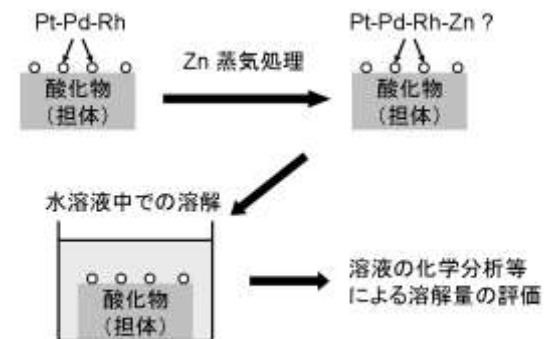 Pt-Pd-Rh
酸化物
(担体)
Zn 蒸気処理
Pt-Pd-Rh-Zn ?
酸化物
(担体)
水溶液中での溶解
酸化物
(担体)
溶液の化学分析等
による溶解量の評価